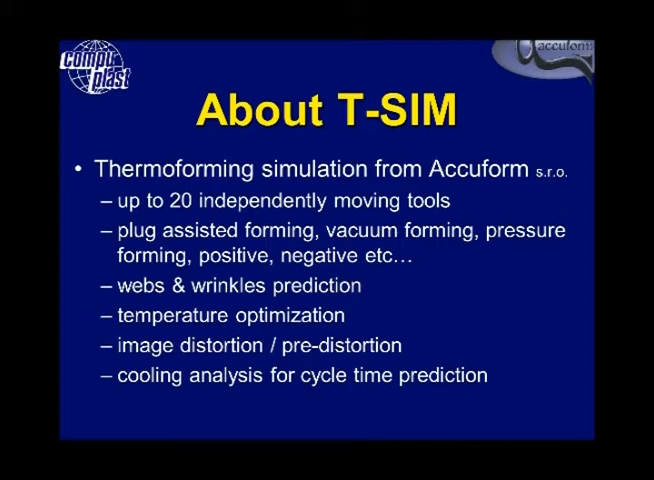 compu
plast
accuform
About T-SIM
• Thermoforming simulation from Accuform s.r.o.
– up to 20 independently moving tools
– plug assisted forming, vacuum forming, pressure
forming, positive, negative etc…
– webs & wrinkles prediction
– temperature optimization
– image distortion / pre-distortion
– cooling analysis for cycle time prediction